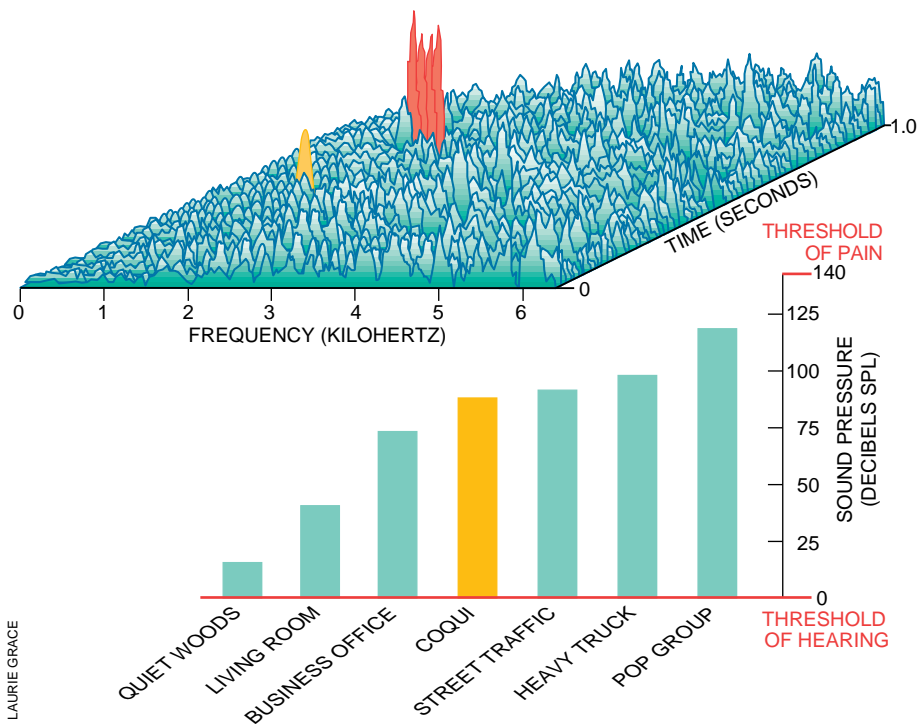 1.0
TIME (SECONDS)
0
0 1 2 3 4 5 6
FREQUENCY (KILOHERTZ)
THRESHOLD
OF PAIN
140
125
100
75
50
25
0
SOUND PRESSURE
(DECIBELS SPL)
THRESHOLD
OF HEARING
QUIET WOODS
LIVING ROOM
BUSINESS OFFICE
COQUI
STREET TRAFFIC
HEAVY TRUCK
POP GROUP
LAURIE GRACE